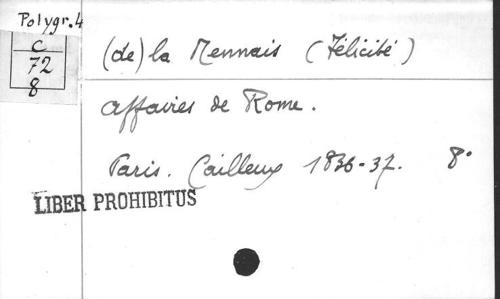 Polygr. 4
C
72
8
(de) la Mennais (Félicité)
Affaires de Rome.
Paris. Cailleux 1836-37. 8°
LIBER PROHIBITUS